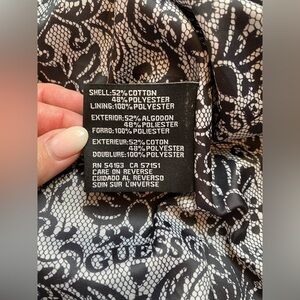 SHELL:52% COTTON
48% POLYESTER
LINING:100% POLYESTER
EXTERIOR:52% ALGODON
48% POLIESTER
FORRO:100% POLIESTER
EXTERIEUR:52% COTON
48% POLYESTER
DOUBLURE:100% POLYESTER
RN 54163 CA 57151
CARE ON REVERSE
CUIDADO AL REVERSO
SOIN SUR L'INVERSE
GUESS